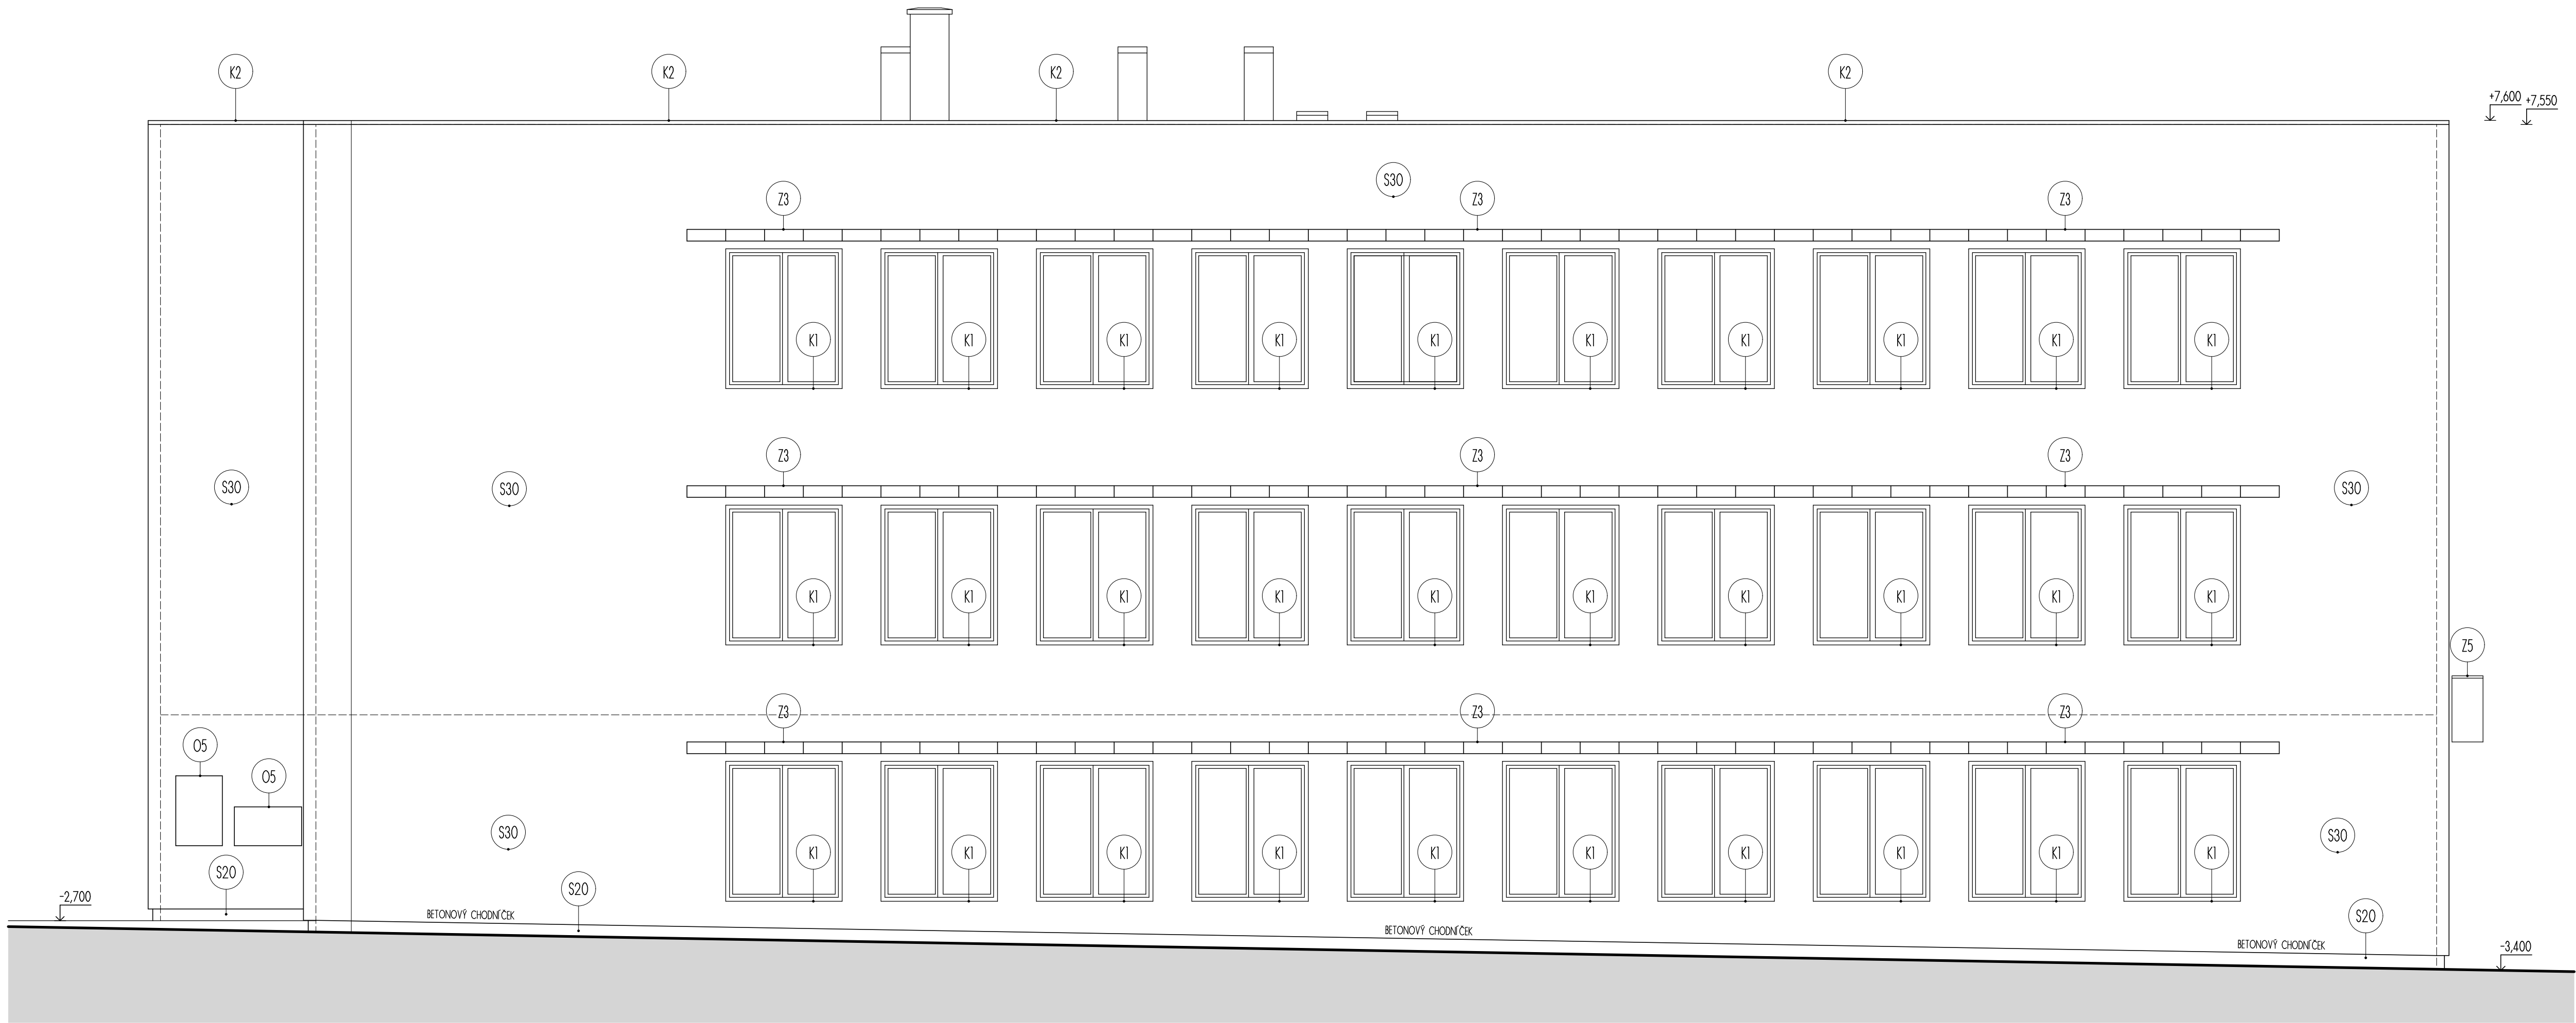 K2 K2 K2 K2
+7,600 +7,550
S30
Z3 Z3 Z3
K1 K1 K1 K1 K1 K1 K1 K1 K1 K1
Z3 Z3 Z3
S30 S30 S30
K1 K1 K1 K1 K1 K1 K1 K1 K1 K1
Z5
Z3 Z3 Z3
O5
O5
S30 S30
K1 K1 K1 K1 K1 K1 K1 K1 K1 K1
S20
S20
-2,700
BETONOVÝ CHODNÍČEK
S20
BETONOVÝ CHODNÍČEK
BETONOVÝ CHODNÍČEK
-3,400